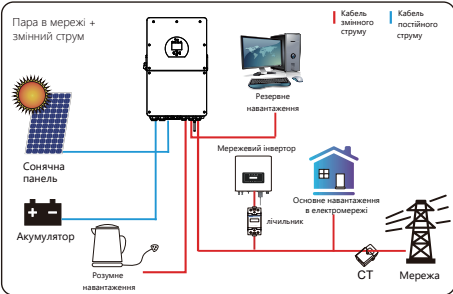 Пара в мережі +
змінний струм
Кабель
змінного
струму
Кабель
постійного
струму
Резервне
навантаження
Сонячна
панель
Мережевий інвертор
Основне навантаження
в електромережі
лічильник
Акумулятор
Розумне
навантаження
CT
Мережа